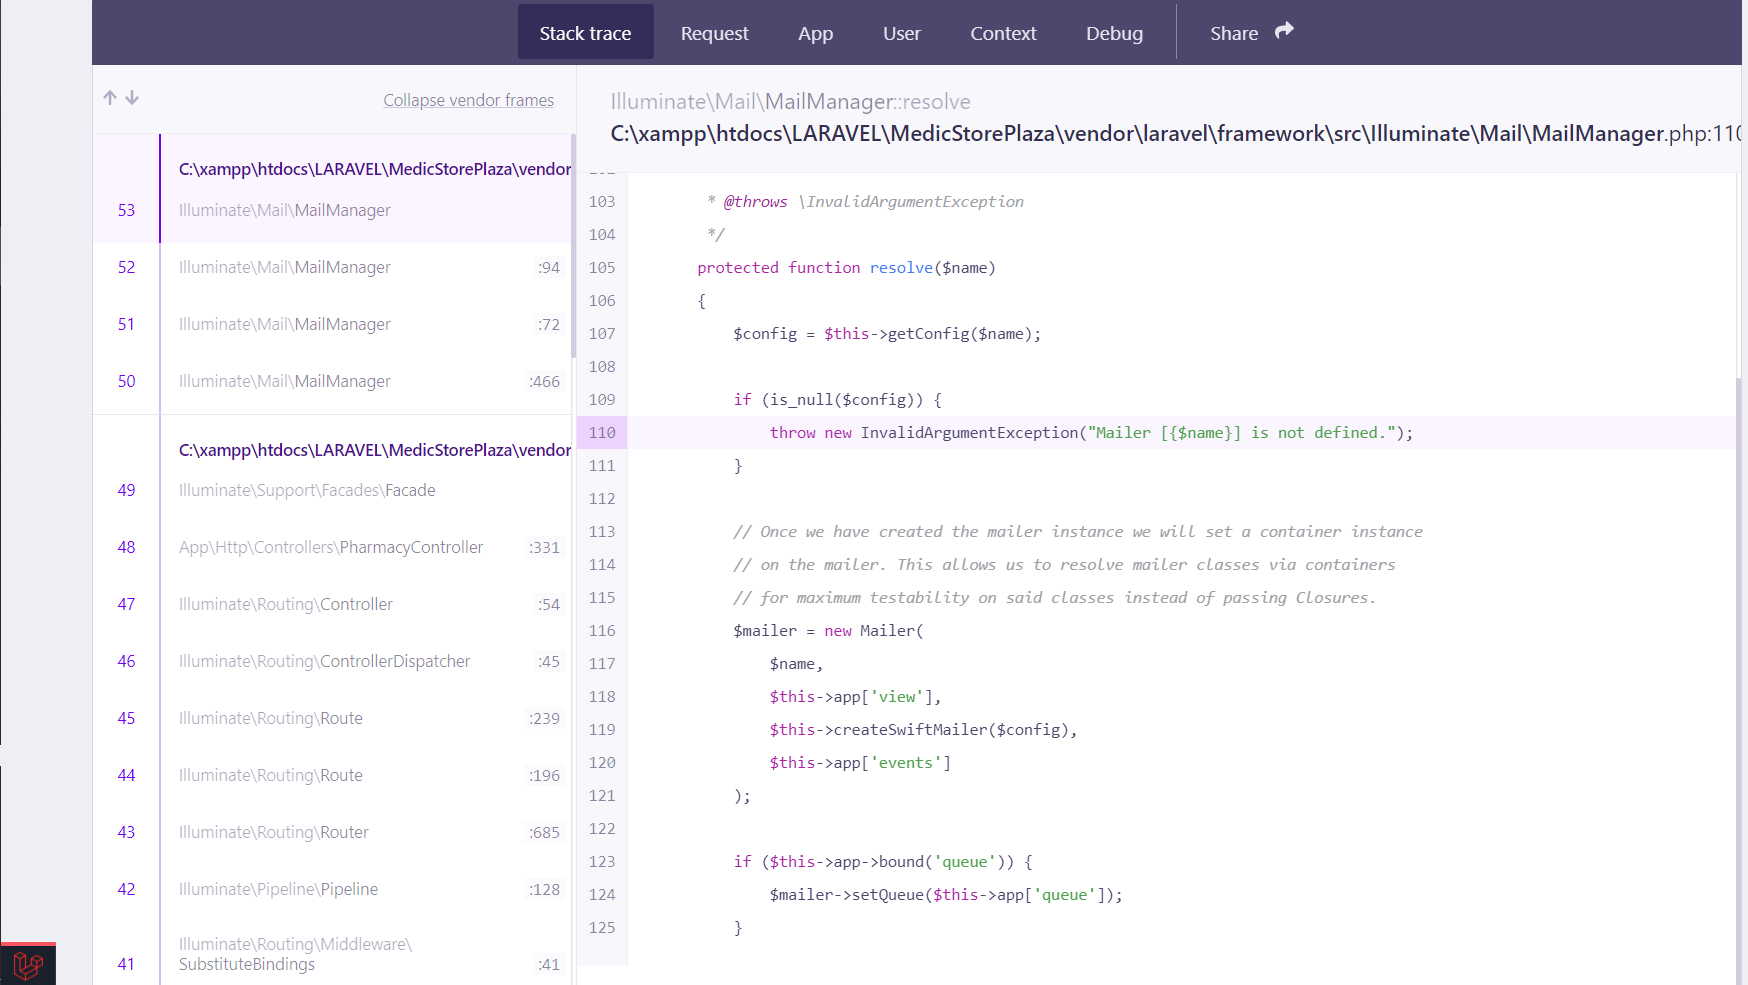 Stack trace Request App User Context Debug Share
Collapse vendor frames
C:\xampp\htdocs\LARAVEL\MedicStorePlaza\vendor
53 Illuminate\Mail\MailManager
52 Illuminate\Mail\MailManager :94
51 Illuminate\Mail\MailManager :72
50 Illuminate\Mail\MailManager :466
C:\xampp\htdocs\LARAVEL\MedicStorePlaza\vendor
49 Illuminate\Support\Facades\Facade
48 App\Http\Controllers\PharmacyController :331
47 Illuminate\Routing\Controller :54
46 Illuminate\Routing\ControllerDispatcher :45
45 Illuminate\Routing\Route :239
44 Illuminate\Routing\Route :196
43 Illuminate\Routing\Router :685
42 Illuminate\Pipeline\Pipeline :128
Illuminate\Routing\Middleware\
41 SubstituteBindings :41
Illuminate\Mail\MailManager::resolve
C:\xampp\htdocs\LARAVEL\MedicStorePlaza\vendor\laravel\framework\src\Illuminate\Mail\MailManager.php:110
103 * @throws \InvalidArgumentException
104 */
105 protected function resolve($name)
106 {
107 $config = $this->getConfig($name);
108
109 if (is_null($config)) {
110 throw new InvalidArgumentException("Mailer [{$name}] is not defined.");
111 }
112
113 // Once we have created the mailer instance we will set a container instance
114 // on the mailer. This allows us to resolve mailer classes via containers
115 // for maximum testability on said classes instead of passing Closures.
116 $mailer = new Mailer(
117 $name,
118 $this->app['view'],
119 $this->createSwiftMailer($config),
120 $this->app['events']
121 );
122
123 if ($this->app->bound('queue')) {
124 $mailer->setQueue($this->app['queue']);
125 }